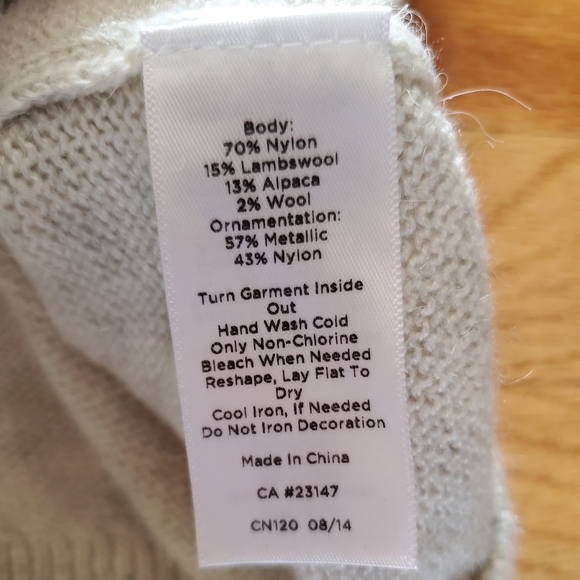 Body:
70% Nylon
15% Lambswool
13% Alpaca
2% Wool
Ornamentation:
57% Metallic
43% Nylon
Turn Garment Inside
Out
Hand Wash Cold
Only Non-Chlorine
Bleach When Needed
Reshape, Lay Flat To
Dry
Cool Iron, If Needed
Do Not Iron Decoration
Made In China
CA #23147
CN120 08/14